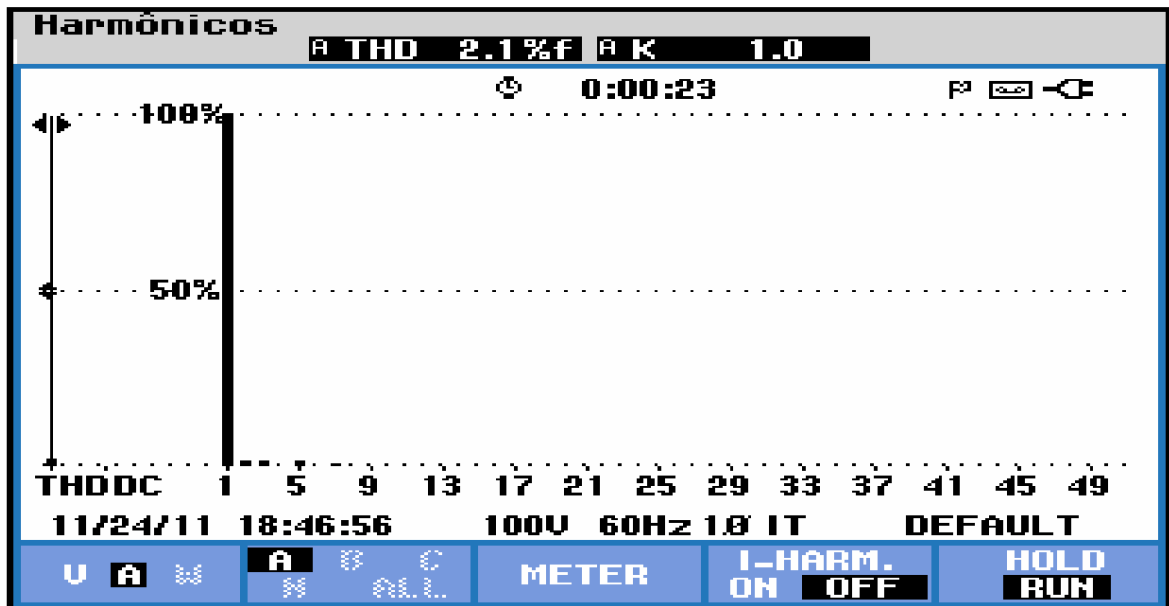 Harmônicos
A THD 2.1%f A K 1.0
0:00:23
100%
50%
THDDC 1 5 9 13 17 21 25 29 33 37 41 45 49
11/24/11 18:46:56 100V 60Hz 1Ø IT DEFAULT
V A W
A B C
N ALL
METER
I-HARM.
ON OFF
HOLD
RUN